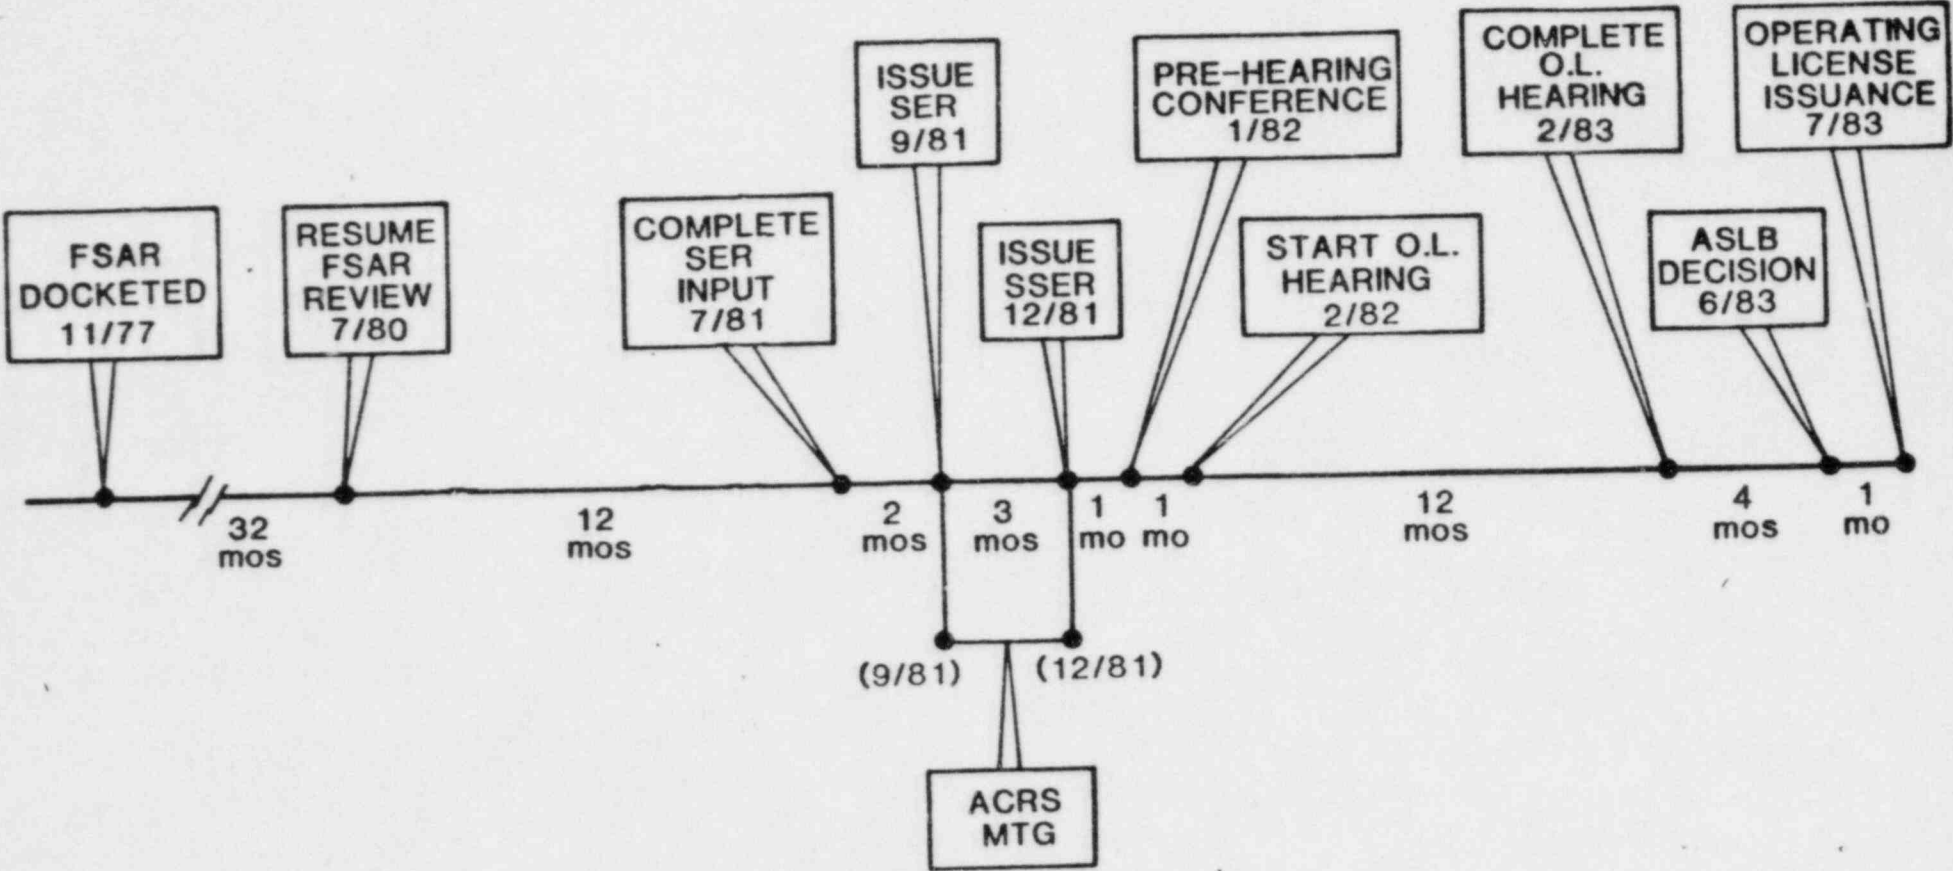 FSAR
DOCKETED
11/77
RESUME
FSAR
REVIEW
7/80
COMPLETE
SER
INPUT
7/81
ISSUE
SER
9/81
ISSUE
SSER
12/81
PRE-HEARING
CONFERENCE
1/82
START O.L.
HEARING
2/82
COMPLETE
O.L.
HEARING
2/83
ASLB
DECISION
6/83
OPERATING
LICENSE
ISSUANCE
7/83
32
mos
12
mos
2
mos
3
mos
1
mo
1
mo
12
mos
4
mos
1
mo
(9/81)
(12/81)
ACRS
MTG